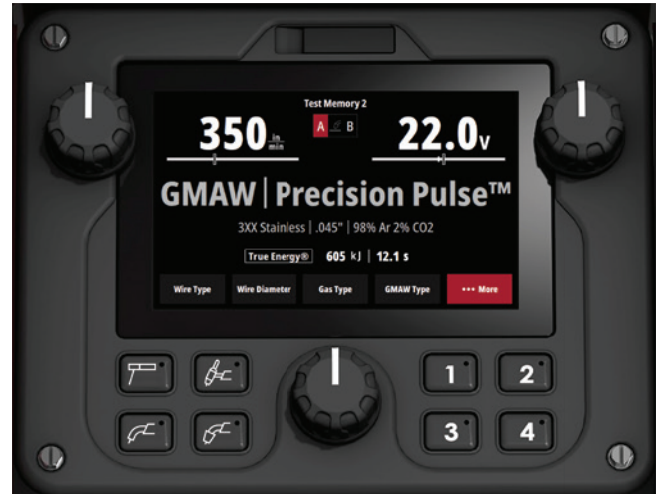 Test Memory 2
350 in/min A B 22.0 V
GMAW | Precision Pulse™
3XX Stainless | .045" | 98% Ar 2% CO2
True Energy® 605 kJ | 12.1 s
Wire Type Wire Diameter Gas Type GMAW Type ••• More
1 2
3 4